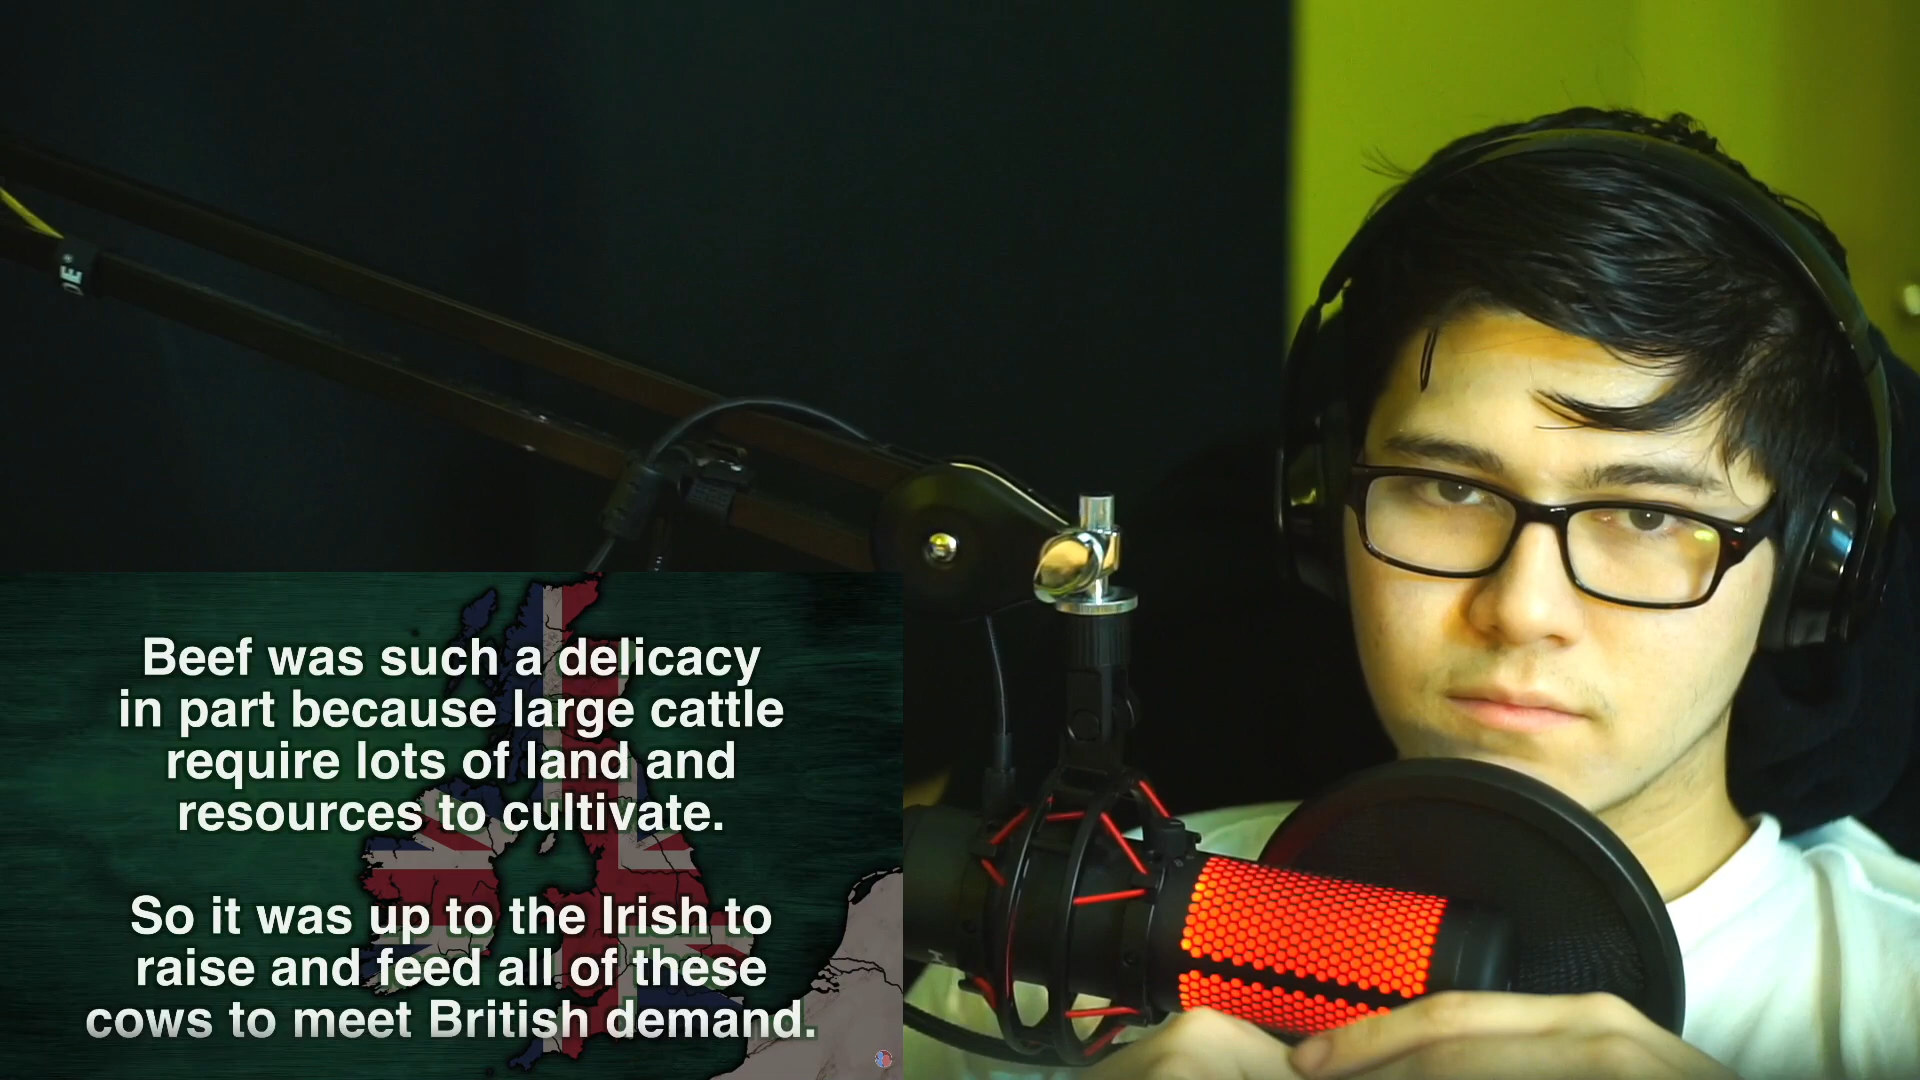 Beef was such a delicacy
in part because large cattle
require lots of land and
resources to cultivate.
So it was up to the Irish to
raise and feed all of these
cows to meet British demand.